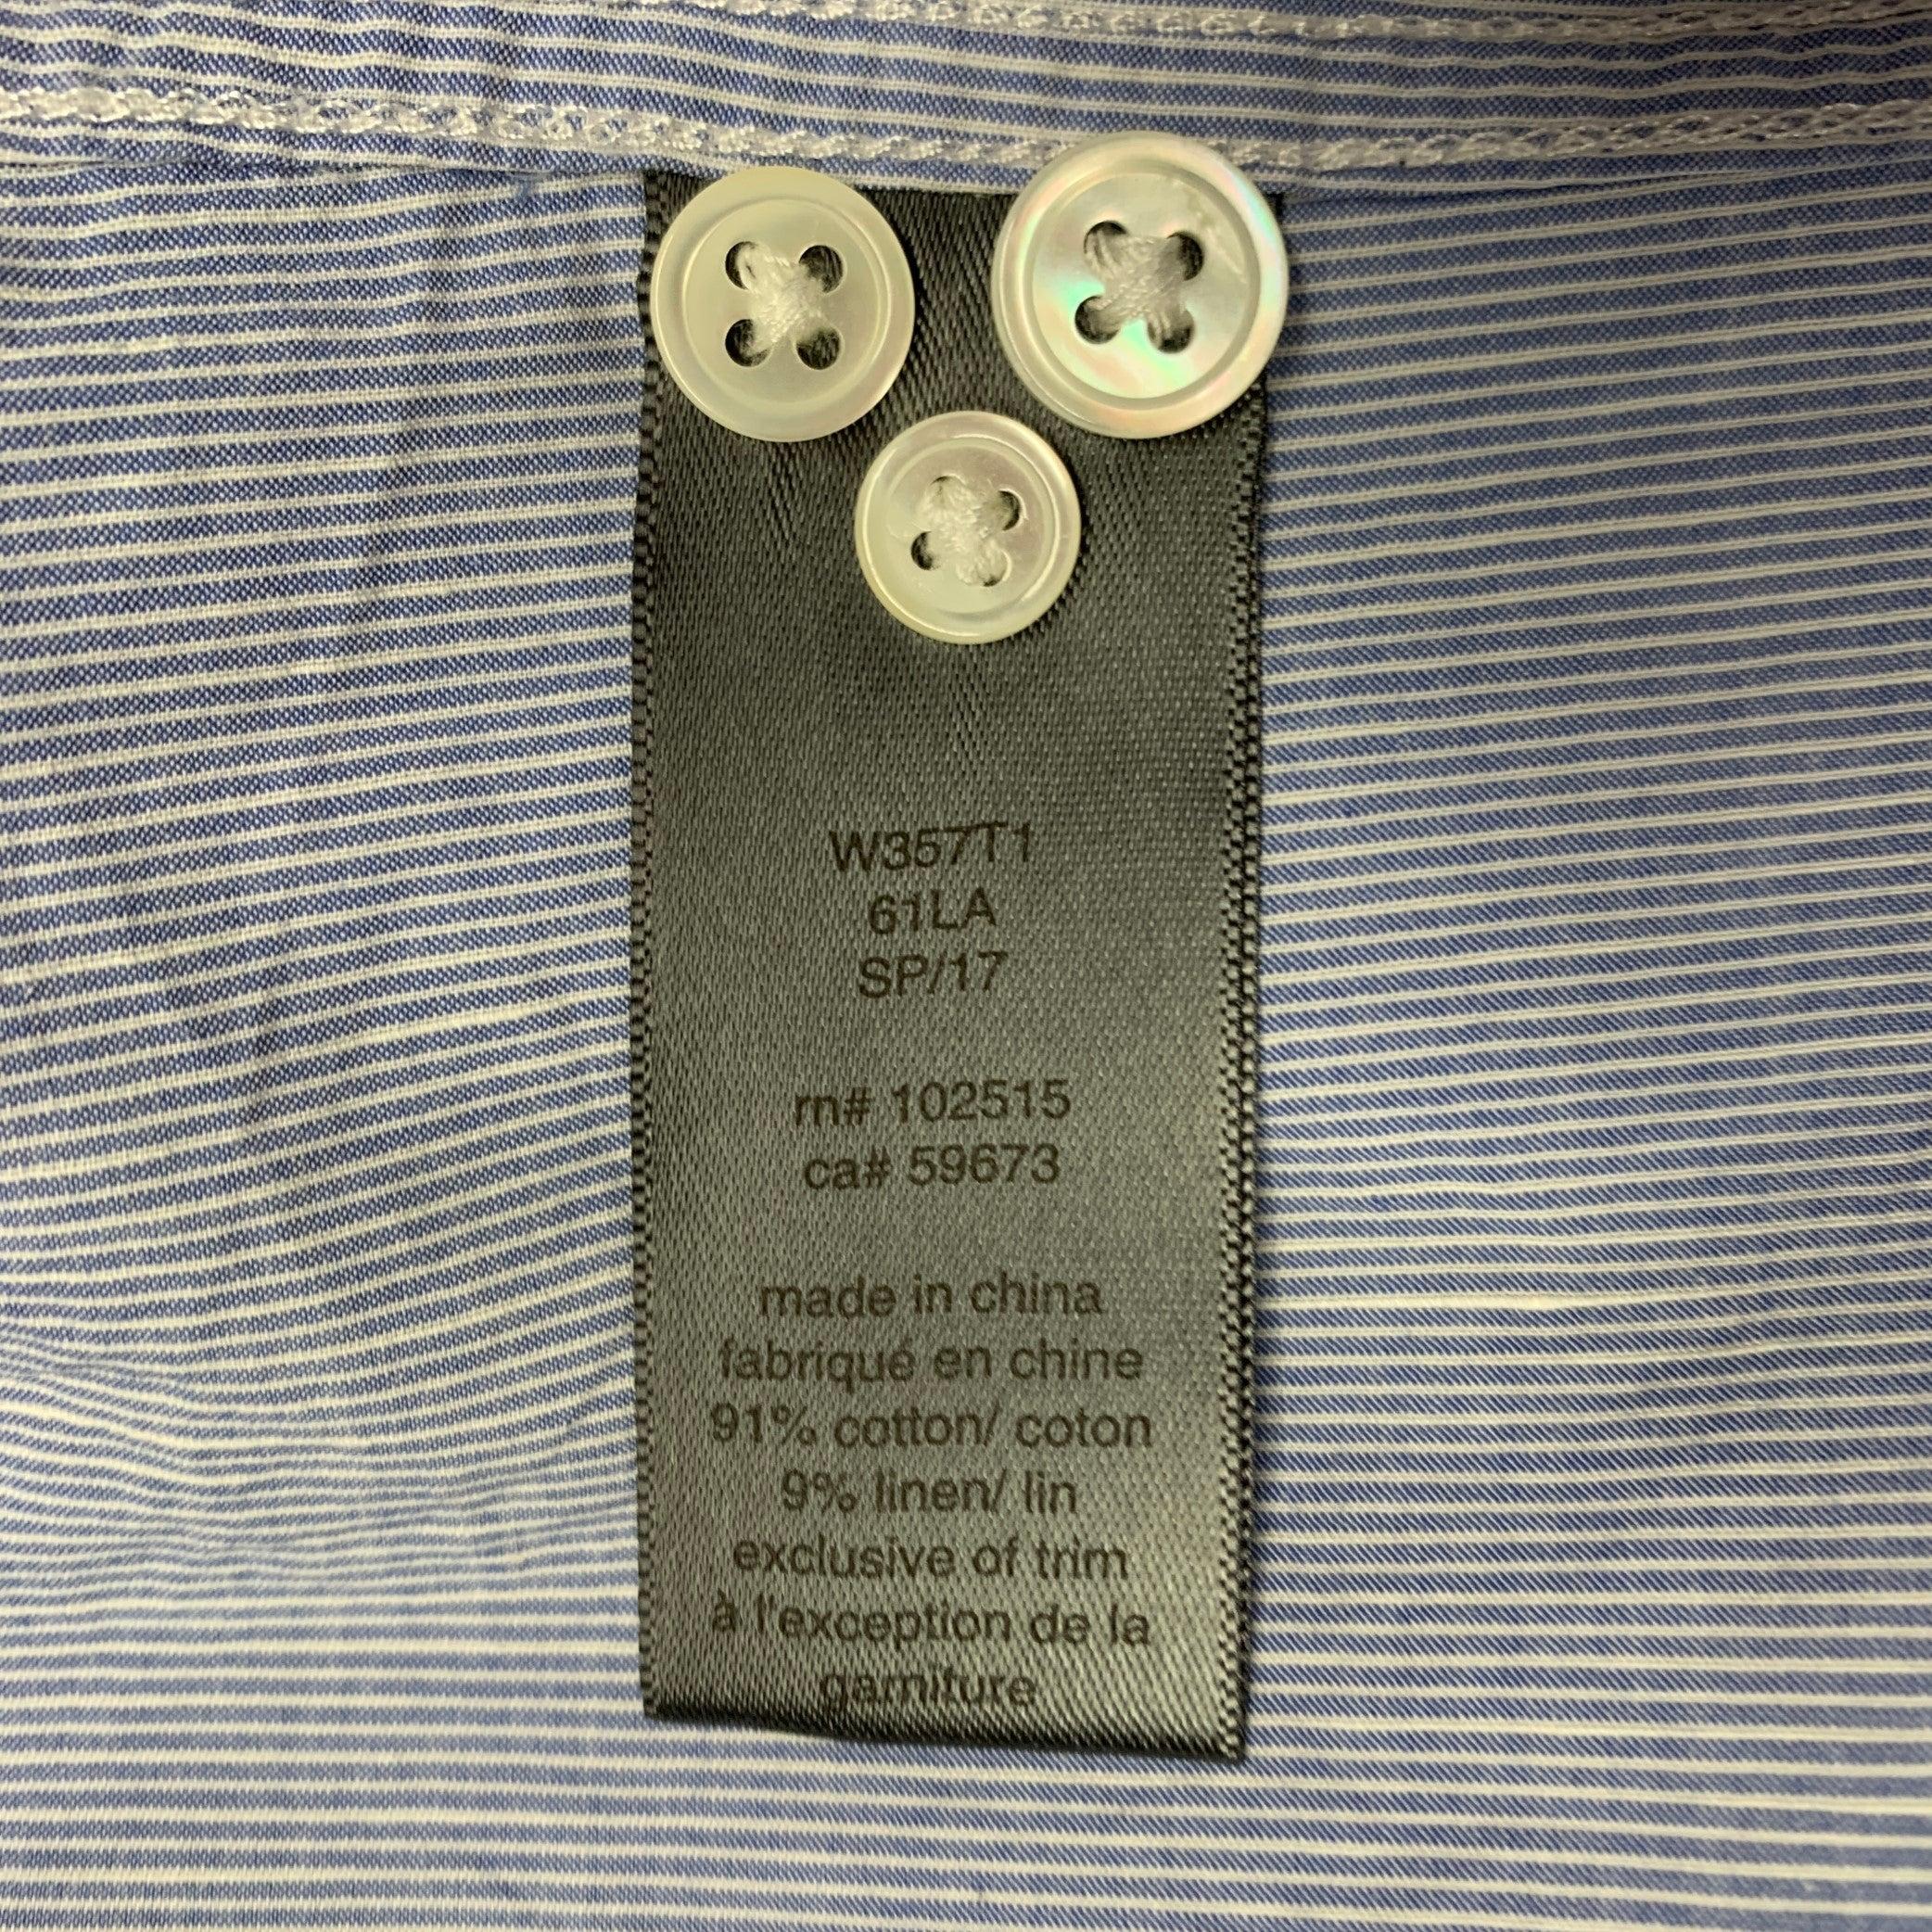 W357T1
61LA
SP/17
rn# 102515
ca# 59673
made in china
fabriqué en chine
91% cotton/ coton
9% linen/ lin
exclusive of trim
à l'exception de la
garniture